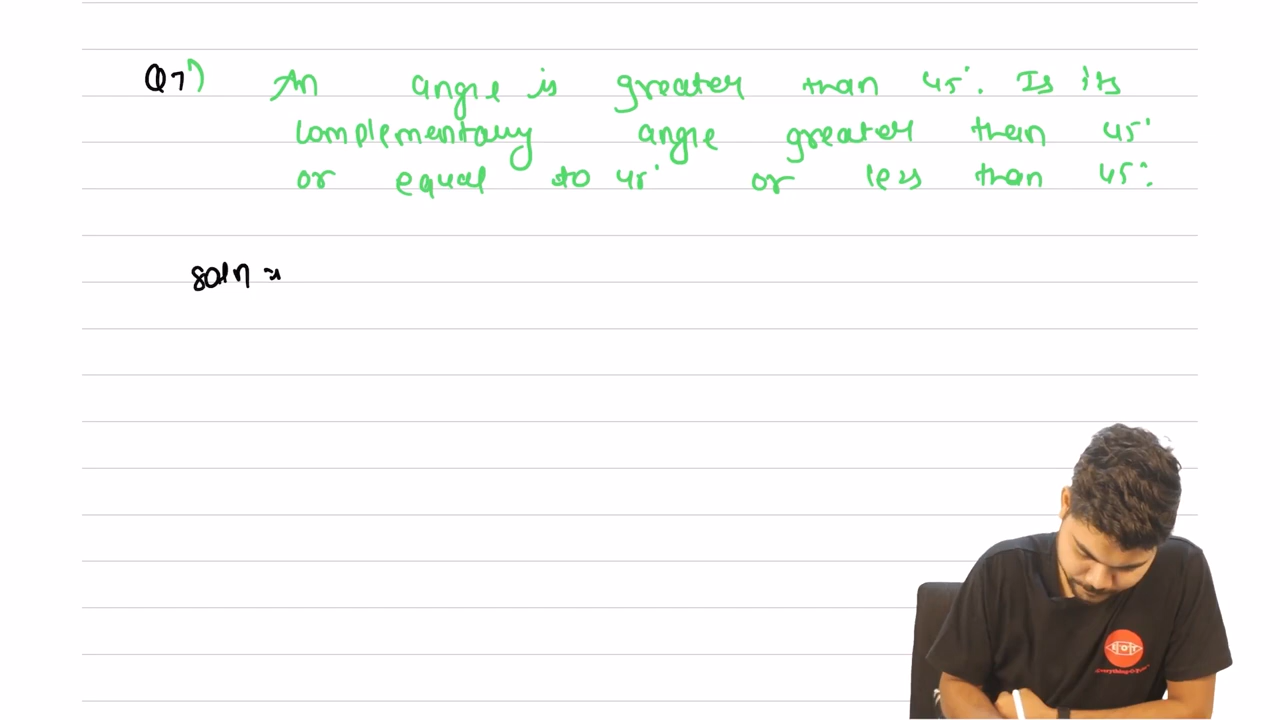 Q7) An angle is greater than 45°. Is its
complementary angle greater than 45°
or equal to 45° or less than 45°.
soln ⇒